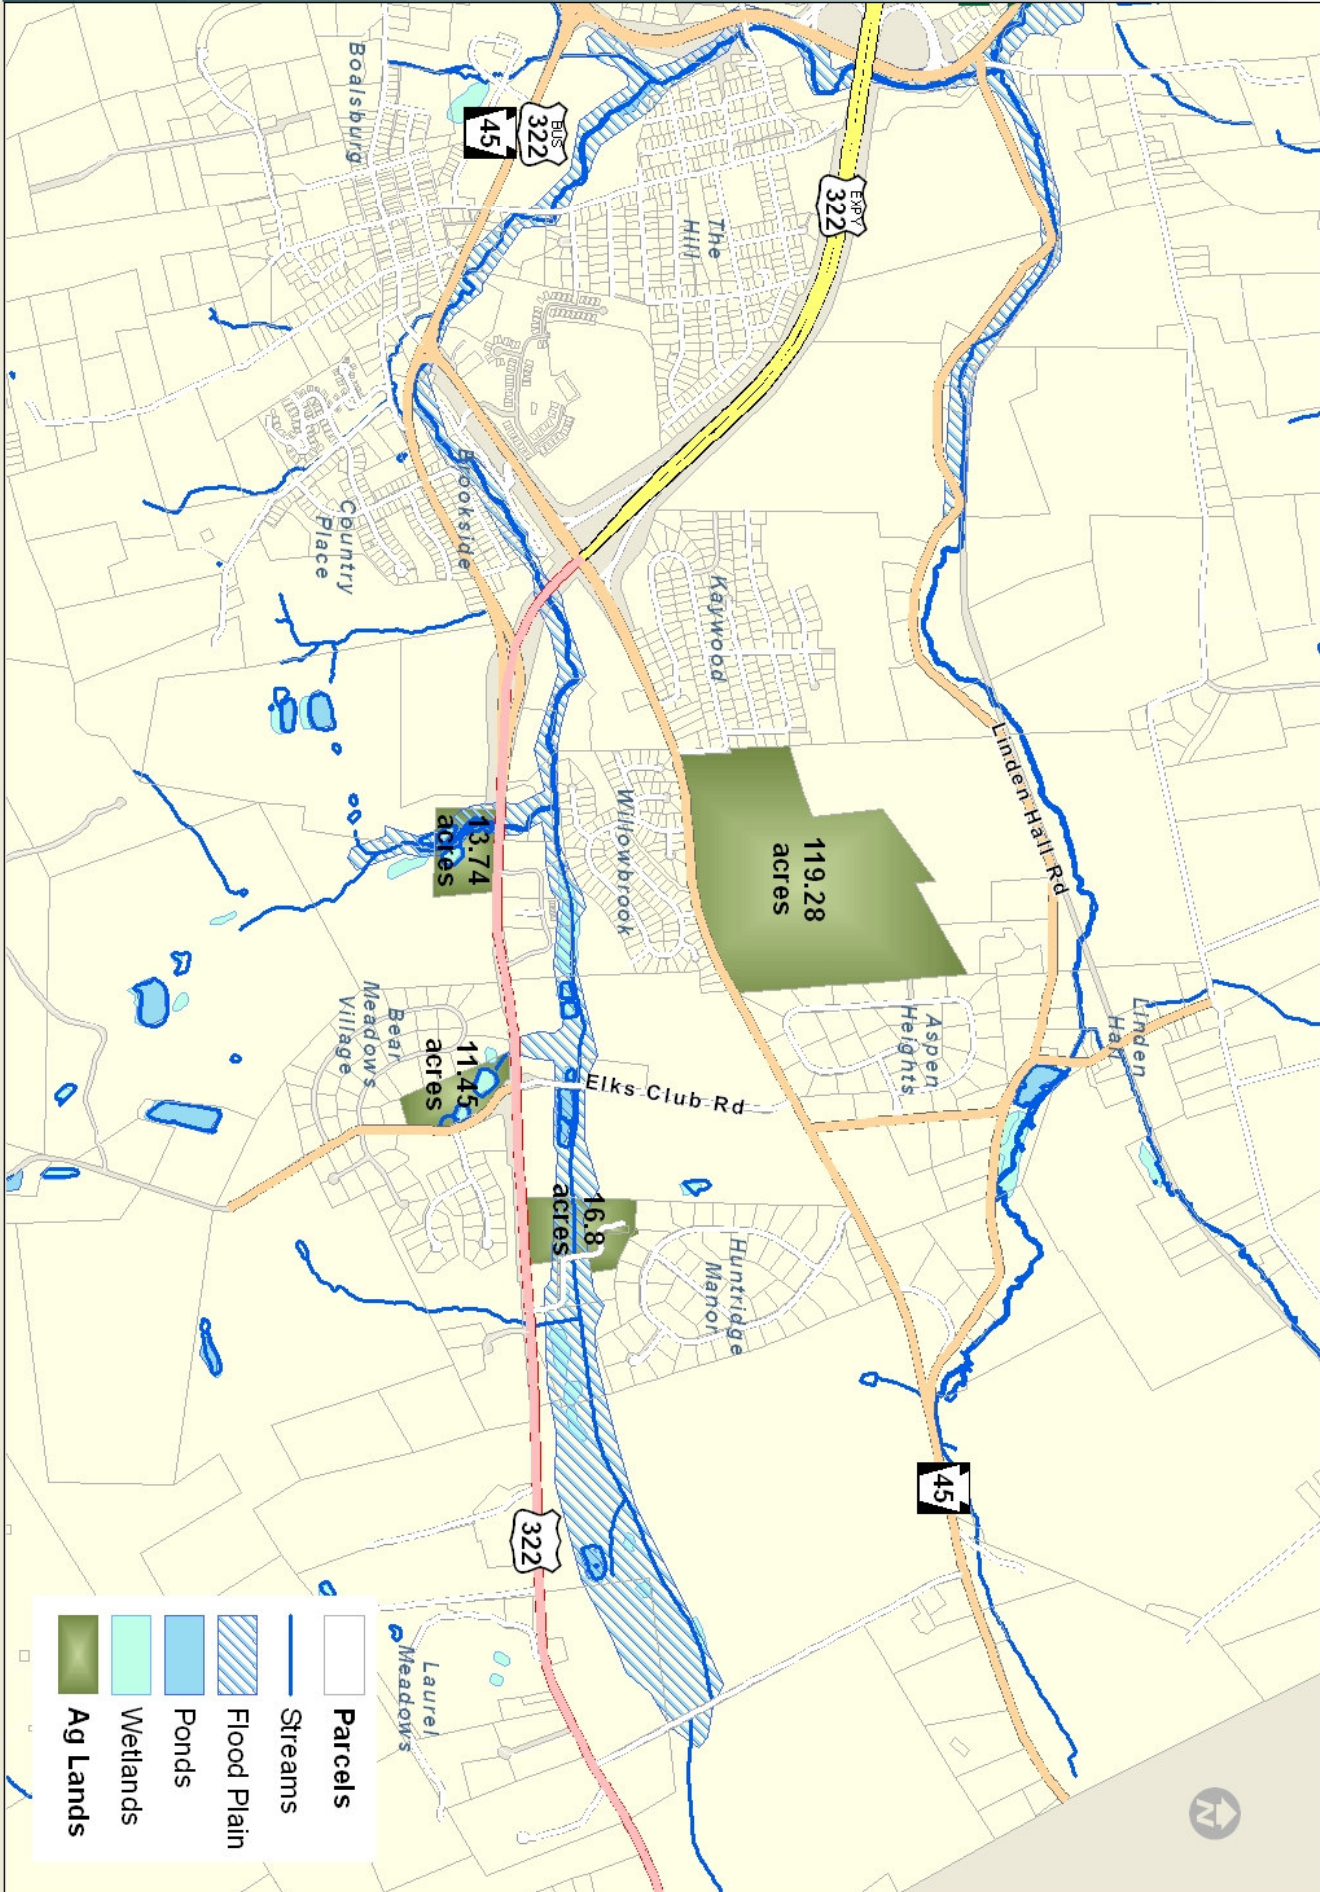 Linden
Hall
Linden Hall Rd
45
Aspen
Heights
119.28
acres
EXPY
322
Kaywood
The
Hill
Huntridge
Manor
Elks Club Rd
Willowbrook
16.8
acres
BUS
322
45
322
13.74
acres
11.45
acres
Brookside
Bear
Meadows
Village
Boalsburg
Country
Place
Laurel
Meadows
N
Parcels
Streams
Flood Plain
Ponds
Wetlands
Ag Lands